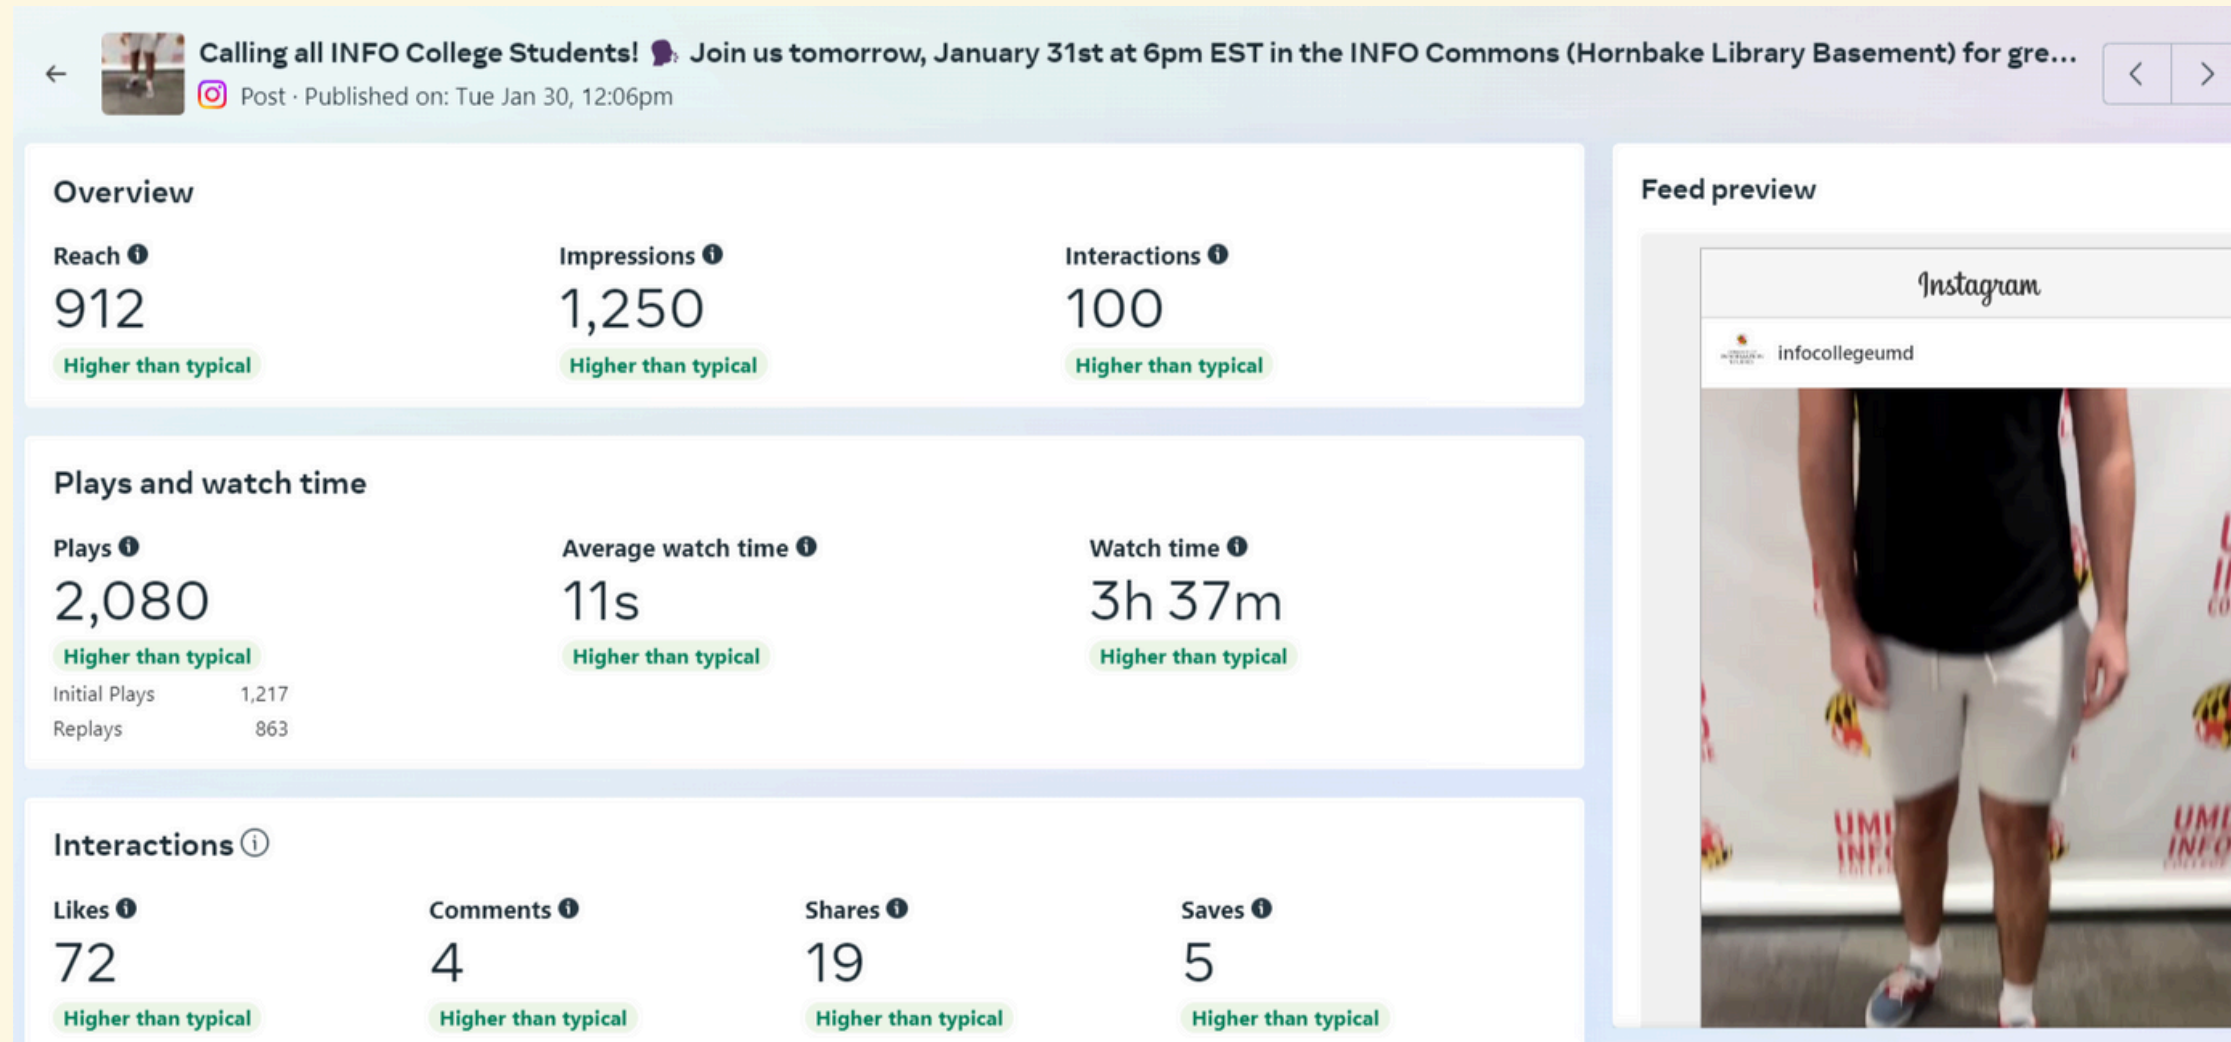 Calling all INFO College Students! 🗣 Join us tomorrow, January 31st at 6pm EST in the INFO Commons (Hornbake Library Basement) for gre...
Post · Published on: Tue Jan 30, 12:06pm
Overview
Reach
912
Higher than typical
Impressions
1,250
Higher than typical
Interactions
100
Higher than typical
Plays and watch time
Plays
2,080
Higher than typical
Initial Plays 1,217
Replays 863
Average watch time
11s
Higher than typical
Watch time
3h 37m
Higher than typical
Interactions
Likes
72
Higher than typical
Comments
4
Higher than typical
Shares
19
Higher than typical
Saves
5
Higher than typical
Feed preview
Instagram
infocollegeumd